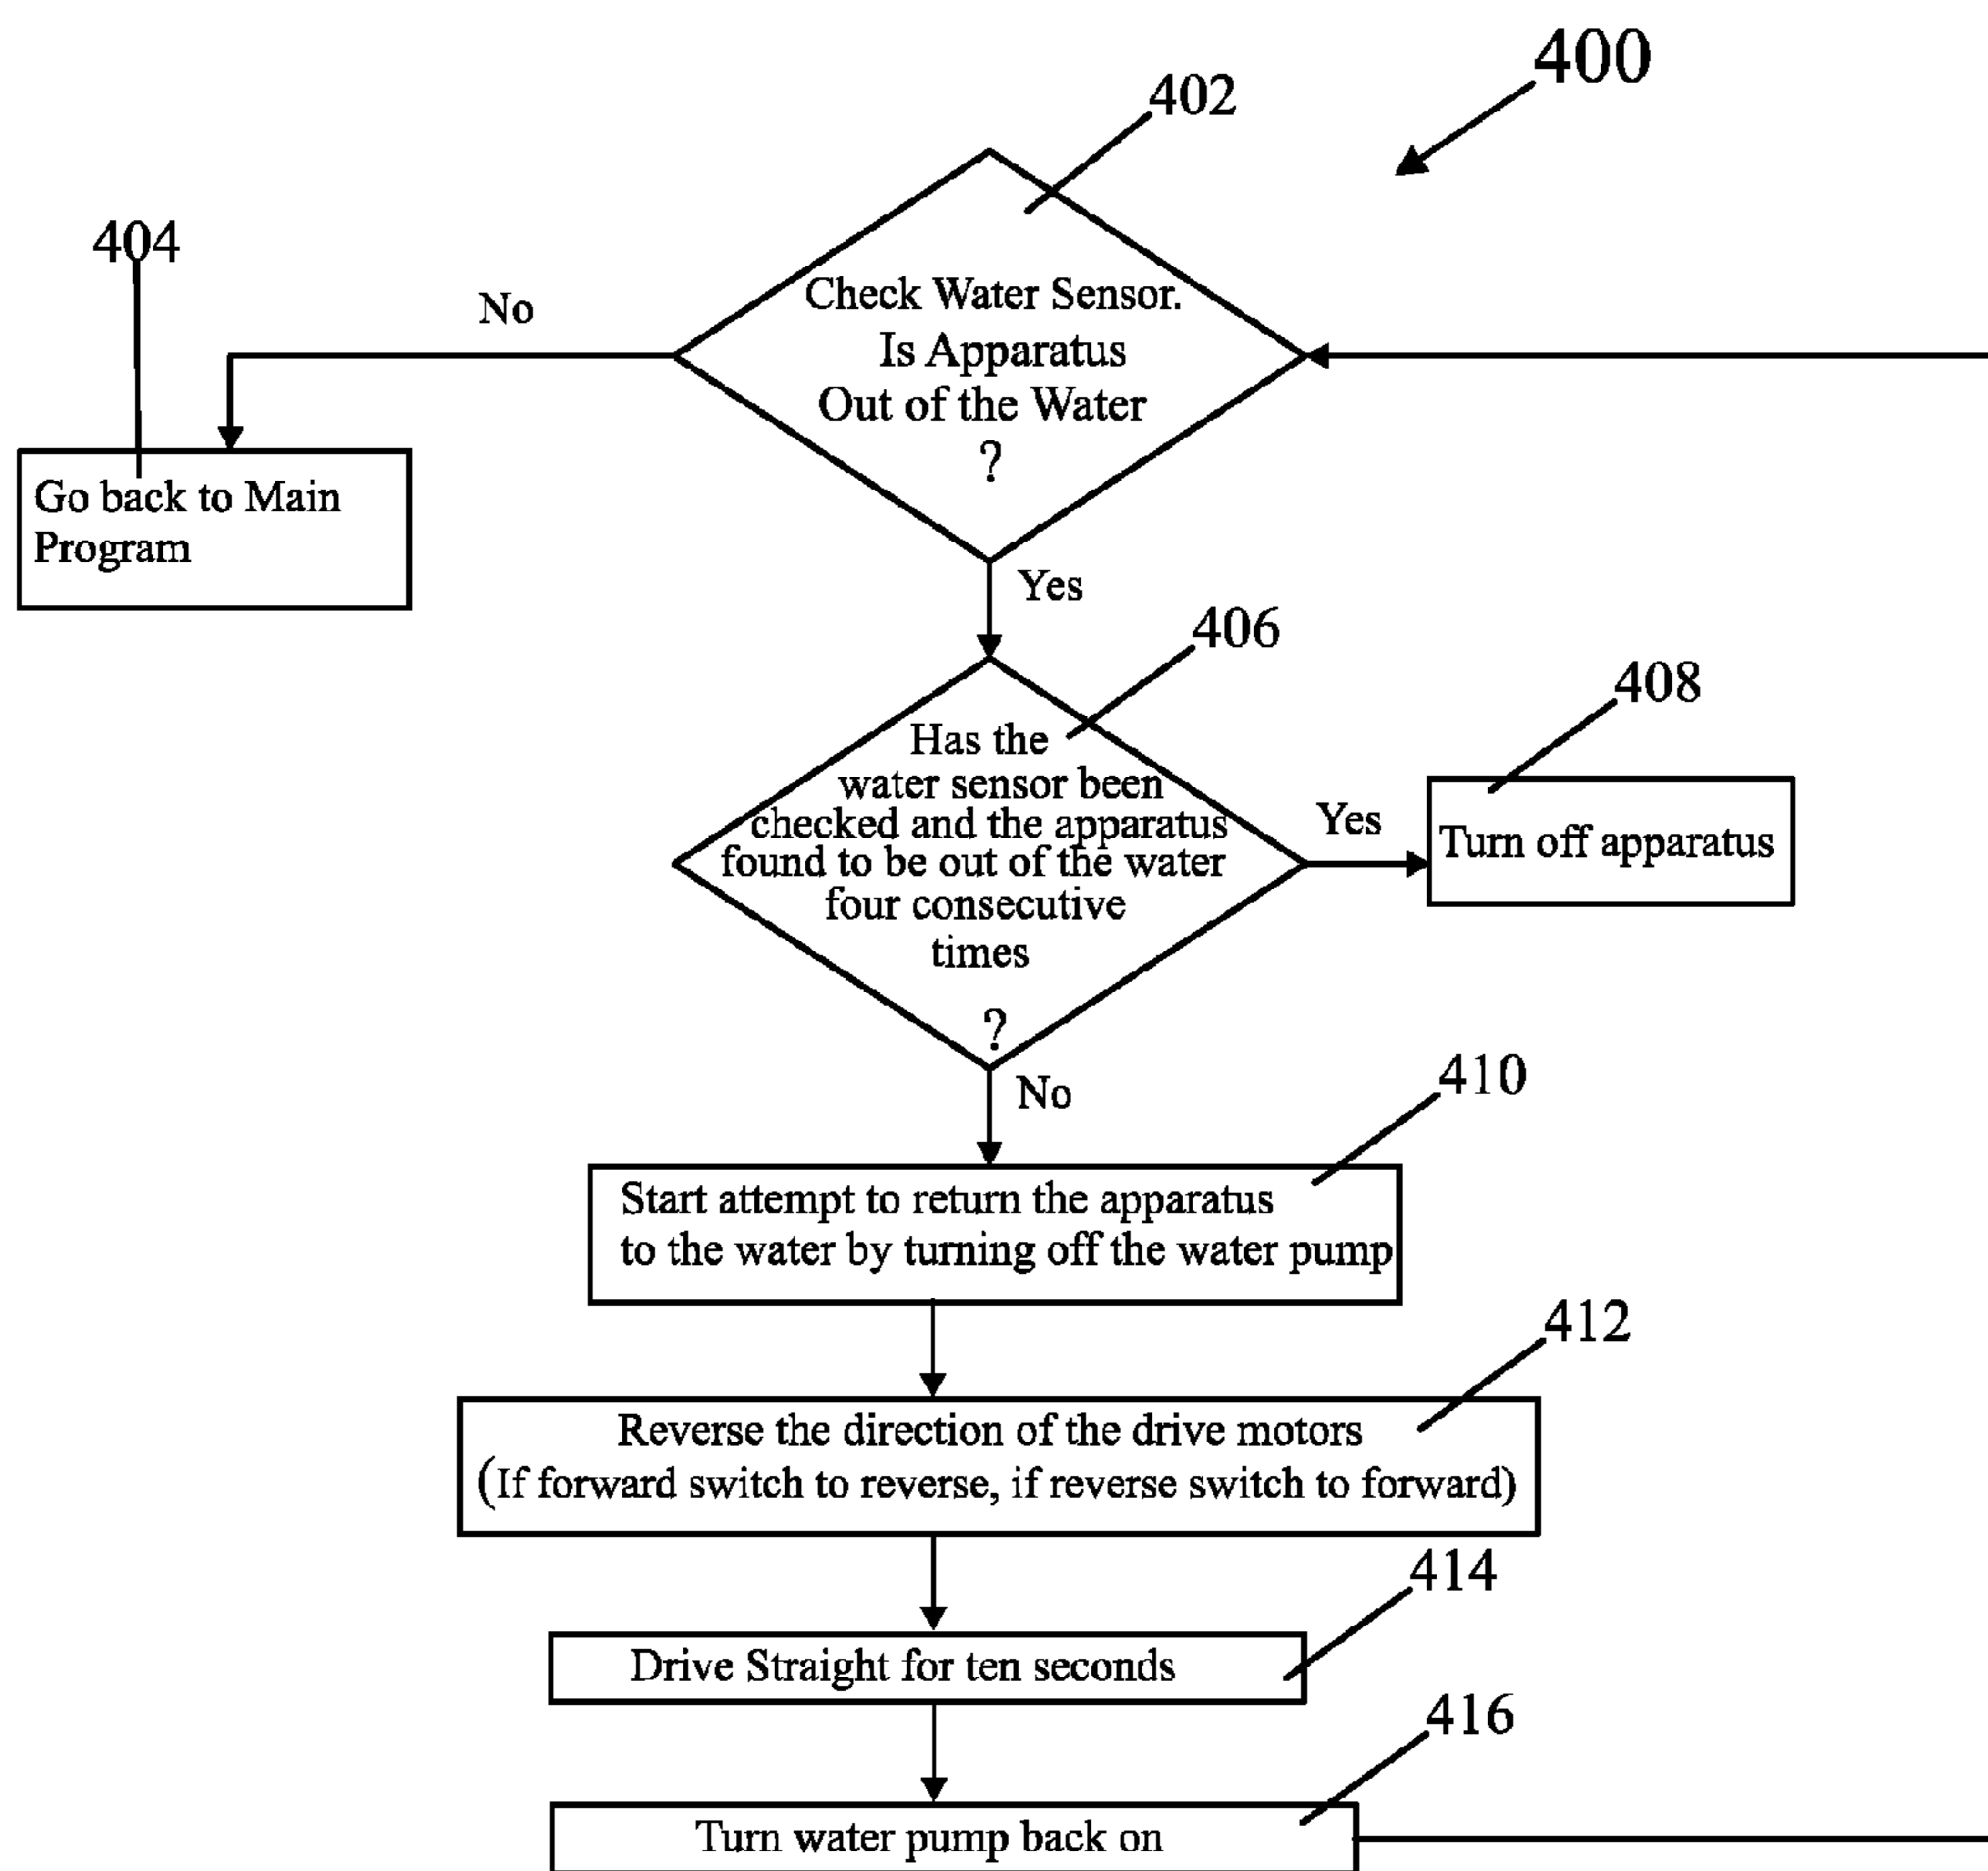 400
402
404
No
Check Water Sensor.
Is Apparatus
Out of the Water
?
Go back to Main
Program
Yes
406
408
Has the
water sensor been
checked and the apparatus
found to be out of the water
four consecutive
times
?
Yes
Turn off apparatus
No
410
Start attempt to return the apparatus
to the water by turning off the water pump
412
Reverse the direction of the drive motors
(If forward switch to reverse, if reverse switch to forward)
414
Drive Straight for ten seconds
416
Turn water pump back on